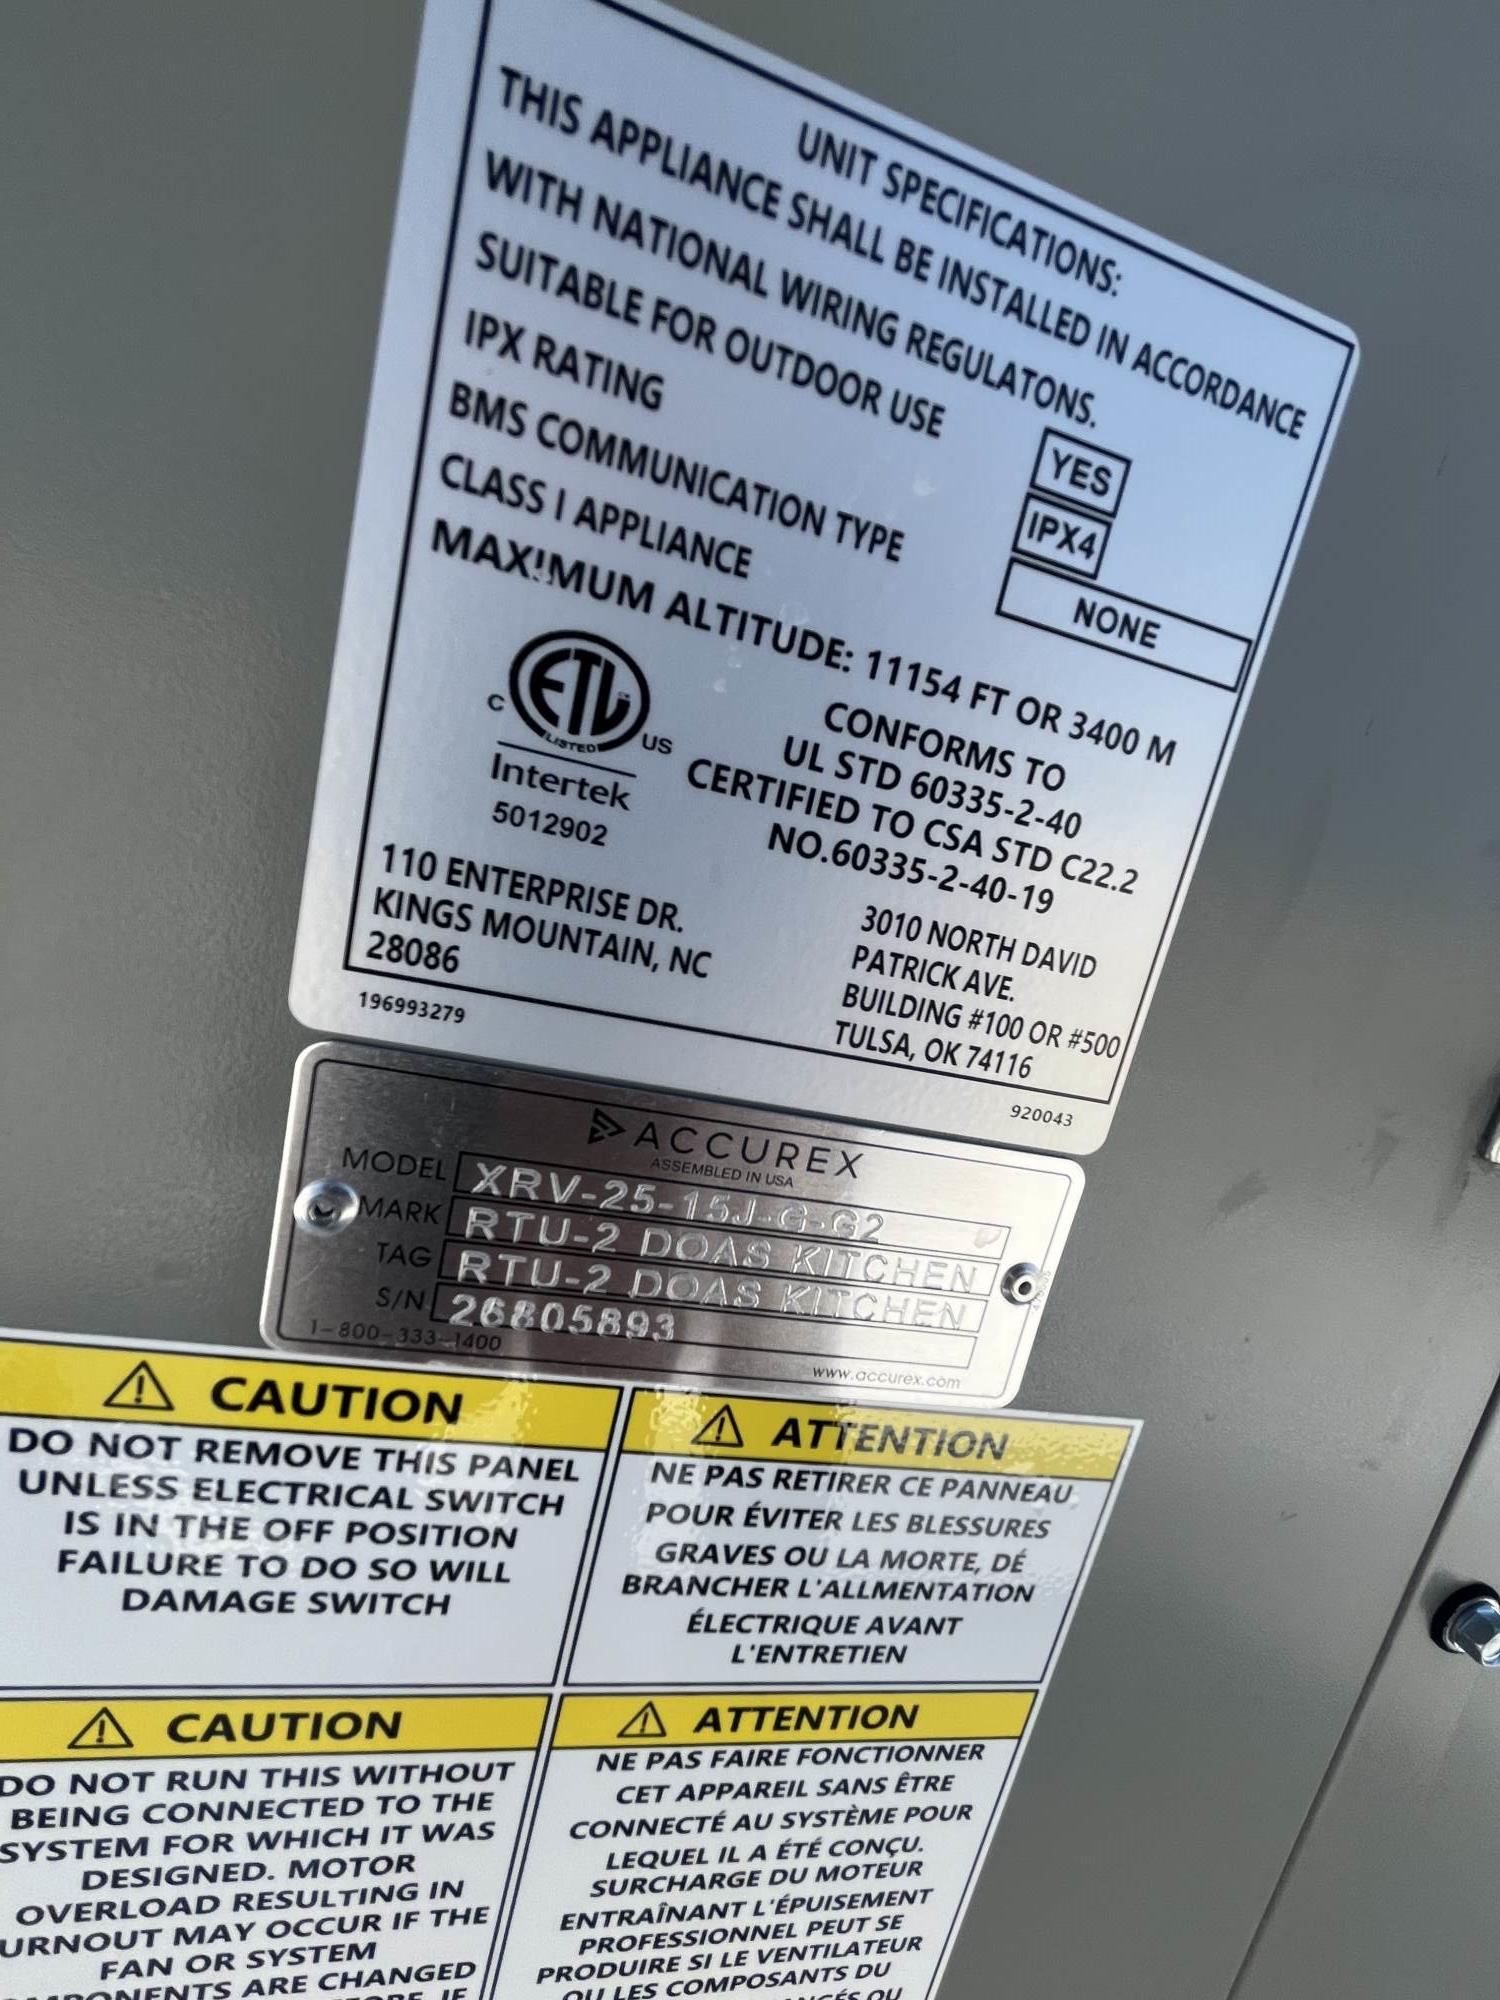 UNIT SPECIFICATIONS:
THIS APPLIANCE SHALL BE INSTALLED IN ACCORDANCE
WITH NATIONAL WIRING REGULATONS.
SUITABLE FOR OUTDOOR USE YES
IPX RATING IPX4
BMS COMMUNICATION TYPE NONE
CLASS I APPLIANCE
MAXIMUM ALTITUDE: 11154 FT OR 3400 M
CONFORMS TO
UL STD 60335-2-40
CERTIFIED TO CSA STD C22.2
NO.60335-2-40-19
C ETL US
LISTED
Intertek
5012902
110 ENTERPRISE DR.
KINGS MOUNTAIN, NC
28086
3010 NORTH DAVID
PATRICK AVE.
BUILDING #100 OR #500
TULSA, OK 74116
196993279
920043
ACCUREX
ASSEMBLED IN USA
MODEL XRV-25-15J-G-G2
MARK RTU-2 DOAS KITCHEN
TAG RTU-2 DOAS KITCHEN
S/N 26805893
1-800-333-1400
www.accurex.com
CAUTION
DO NOT REMOVE THIS PANEL
UNLESS ELECTRICAL SWITCH
IS IN THE OFF POSITION
FAILURE TO DO SO WILL
DAMAGE SWITCH
ATTENTION
NE PAS RETIRER CE PANNEAU
POUR ÉVITER LES BLESSURES
GRAVES OU LA MORTE, DÉ
BRANCHER L'ALLMENTATION
ÉLECTRIQUE AVANT
L'ENTRETIEN
CAUTION
DO NOT RUN THIS WITHOUT
BEING CONNECTED TO THE
SYSTEM FOR WHICH IT WAS
DESIGNED. MOTOR
OVERLOAD RESULTING IN
URNOUT MAY OCCUR IF THE
FAN OR SYSTEM
MPONENTS ARE CHANGED
IF
ATTENTION
NE PAS FAIRE FONCTIONNER
CET APPAREIL SANS ÊTRE
CONNECTÉ AU SYSTÈME POUR
LEQUEL IL A ÉTÉ CONÇU.
SURCHARGE DU MOTEUR
ENTRAÎNANT L'ÉPUISEMENT
PROFESSIONNEL PEUT SE
PRODUIRE SI LE VENTILATEUR
OU LES COMPOSANTS DU
OU